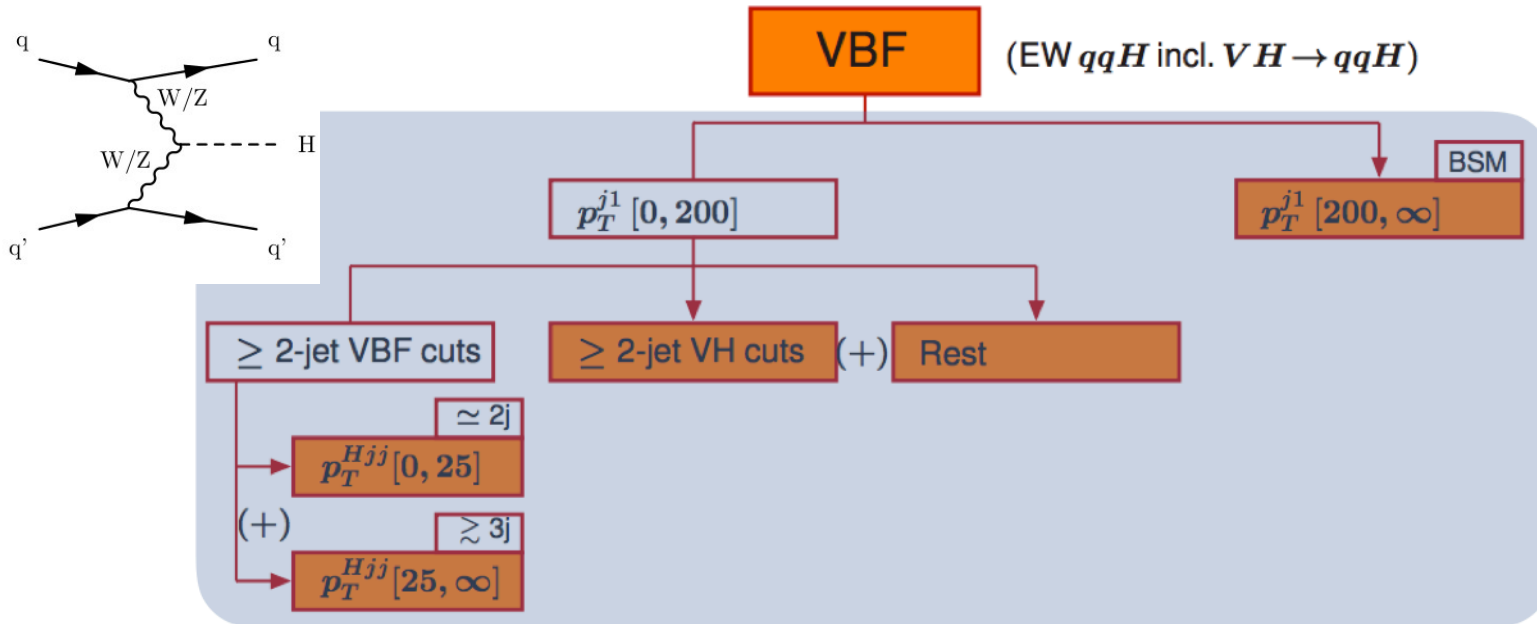 q
q
W/Z
H
W/Z
q'
q'
VBF
(EW qqH incl. VH → qqH)
BSM
p_T^{j1} [0, 200]
p_T^{j1} [200, ∞]
≥ 2-jet VBF cuts
≥ 2-jet VH cuts
(+)
Rest
≃ 2j
p_T^{Hjj} [0, 25]
(+)
≳ 3j
p_T^{Hjj} [25, ∞]